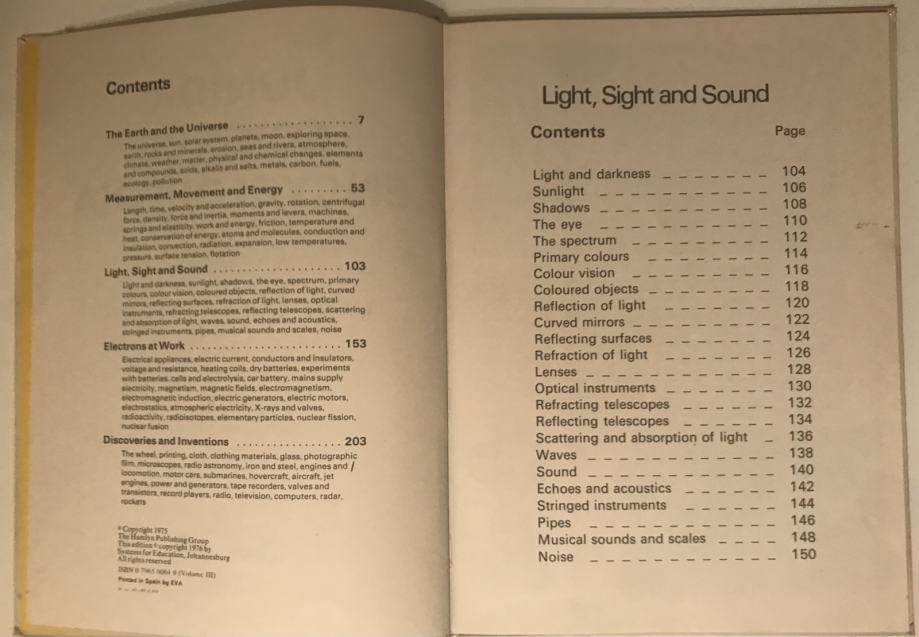 Contents
The Earth and the Universe .................. 7
The universe, sun, solar system, planets, moon, exploring space,
earth, rocks and minerals, erosion, seas and rivers, atmosphere,
climate, weather, matter, physical and chemical changes, elements
and compounds, acids, alkalis and salts, metals, carbon, fuels,
ecology, pollution
Measurement, Movement and Energy ......... 53
Length, time, velocity and acceleration, gravity, rotation, centrifugal
force, density, force and inertia, moments and levers, machines,
springs and elasticity, work and energy, friction, temperature and
heat, conservation of energy, atoms and molecules, conduction and
insulation, convection, radiation, expansion, low temperatures,
pressure, surface tension, flotation
Light, Sight and Sound .................... 103
Light and darkness, sunlight, shadows, the eye, spectrum, primary
colours, colour vision, coloured objects, reflection of light, curved
mirrors, reflecting surfaces, refraction of light, lenses, optical
instruments, refracting telescopes, reflecting telescopes, scattering
and absorption of light, waves, sound, echoes and acoustics,
stringed instruments, pipes, musical sounds and scales, noise
Electrons at Work ....................... 153
Electrical appliances, electric current, conductors and insulators,
voltage and resistance, heating coils, dry batteries, experiments
with batteries, cells and electrolysis, car battery, mains supply
electricity, magnetism, magnetic fields, electromagnetism,
electromagnetic induction, electric generators, electric motors,
electrostatics, atmospheric electricity, X-rays and valves,
radioactivity, radioisotopes, elementary particles, nuclear fission,
nuclear fusion
Discoveries and Inventions ................ 203
The wheel, printing, cloth, clothing materials, glass, photographic
film, microscopes, radio astronomy, iron and steel, engines and
locomotion, motor cars, submarines, hovercraft, aircraft, jet
engines, power and generators, tape recorders, valves and
transistors, record players, radio, television, computers, radar,
rockets
© Copyright 1975
The Hamlyn Publishing Group
This edition © copyright 1976 by
Systems for Education, Johannesburg
All rights reserved
ISBN 0 7965 0064 9 (Volume III)
Printed in Spain by EVA
Light, Sight and Sound
Contents Page
Light and darkness _ _ _ _ _ _ _ 104
Sunlight _ _ _ _ _ _ _ _ _ _ 106
Shadows _ _ _ _ _ _ _ _ _ _ 108
The eye _ _ _ _ _ _ _ _ _ _ 110
The spectrum _ _ _ _ _ _ _ _ 112
Primary colours _ _ _ _ _ _ _ _ 114
Colour vision _ _ _ _ _ _ _ _ 116
Coloured objects _ _ _ _ _ _ _ 118
Reflection of light _ _ _ _ _ _ _ 120
Curved mirrors _ _ _ _ _ _ _ _ 122
Reflecting surfaces _ _ _ _ _ _ _ 124
Refraction of light _ _ _ _ _ _ _ 126
Lenses _ _ _ _ _ _ _ _ _ _ 128
Optical instruments _ _ _ _ _ _ 130
Refracting telescopes _ _ _ _ _ _ 132
Reflecting telescopes _ _ _ _ _ _ 134
Scattering and absorption of light _ 136
Waves _ _ _ _ _ _ _ _ _ _ 138
Sound _ _ _ _ _ _ _ _ _ _ 140
Echoes and acoustics _ _ _ _ _ 142
Stringed instruments _ _ _ _ _ _ 144
Pipes _ _ _ _ _ _ _ _ _ _ 146
Musical sounds and scales _ _ _ _ 148
Noise _ _ _ _ _ _ _ _ _ _ 150